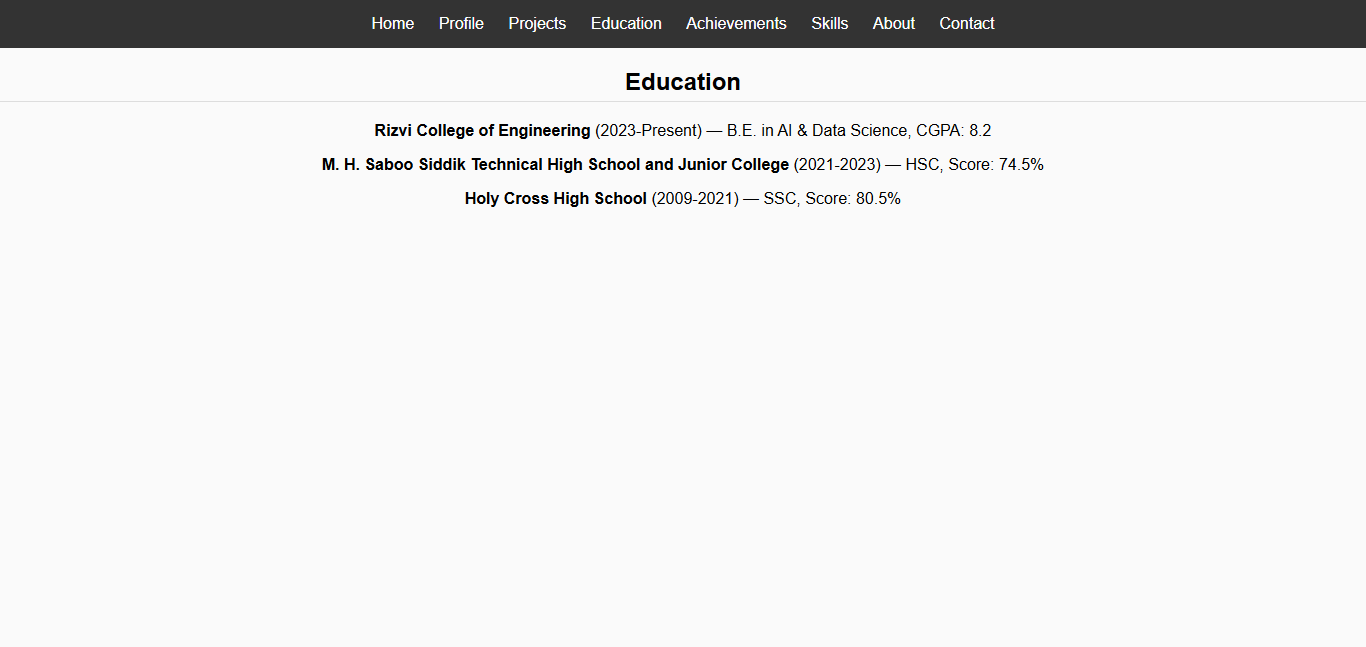 Home Profile Projects Education Achievements Skills About Contact
Education
Rizvi College of Engineering (2023-Present) — B.E. in AI & Data Science, CGPA: 8.2
M. H. Saboo Siddik Technical High School and Junior College (2021-2023) — HSC, Score: 74.5%
Holy Cross High School (2009-2021) — SSC, Score: 80.5%